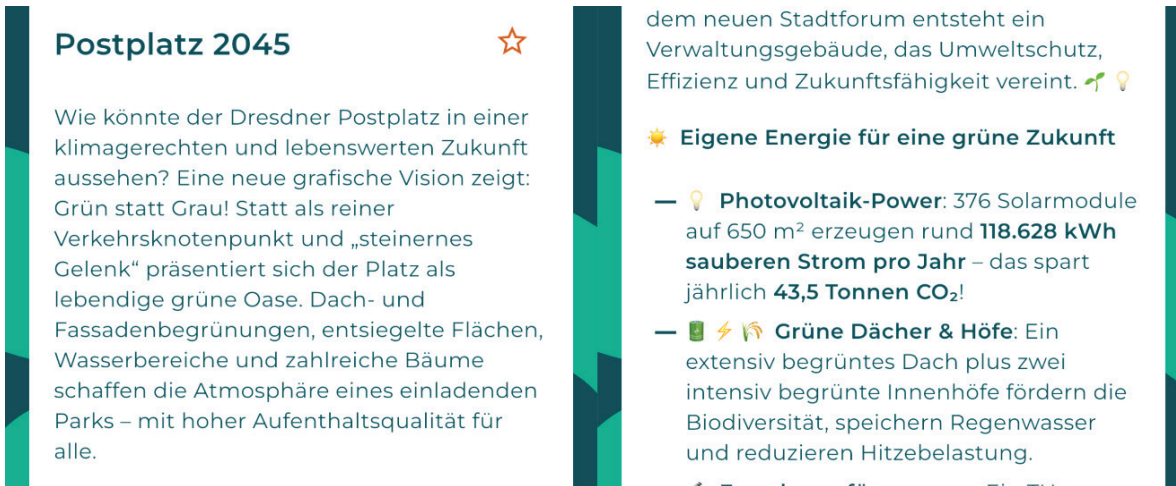 Postplatz 2045
Wie könnte der Dresdner Postplatz in einer
klimagerechten und lebenswerten Zukunft
aussehen? Eine neue grafische Vision zeigt:
Grün statt Grau! Statt als reiner
Verkehrsknotenpunkt und „steinernes
Gelenk“ präsentiert sich der Platz als
lebendige grüne Oase. Dach- und
Fassadenbegrünungen, entsiegelte Flächen,
Wasserbereiche und zahlreiche Bäume
schaffen die Atmosphäre eines einladenden
Parks – mit hoher Aufenthaltsqualität für
alle.
dem neuen Stadtforum entsteht ein
Verwaltungsgebäude, das Umweltschutz,
Effizienz und Zukunftsfähigkeit vereint. 🌱 💡
☀️ Eigene Energie für eine grüne Zukunft
— 💡 Photovoltaik-Power: 376 Solarmodule
auf 650 m² erzeugen rund 118.628 kWh
sauberen Strom pro Jahr – das spart
jährlich 43,5 Tonnen CO₂!
— 🛢️ ⚡ 🌾 Grüne Dächer & Höfe: Ein
extensiv begrüntes Dach plus zwei
intensiv begrünte Innenhöfe fördern die
Biodiversität, speichern Regenwasser
und reduzieren Hitzebelastung.